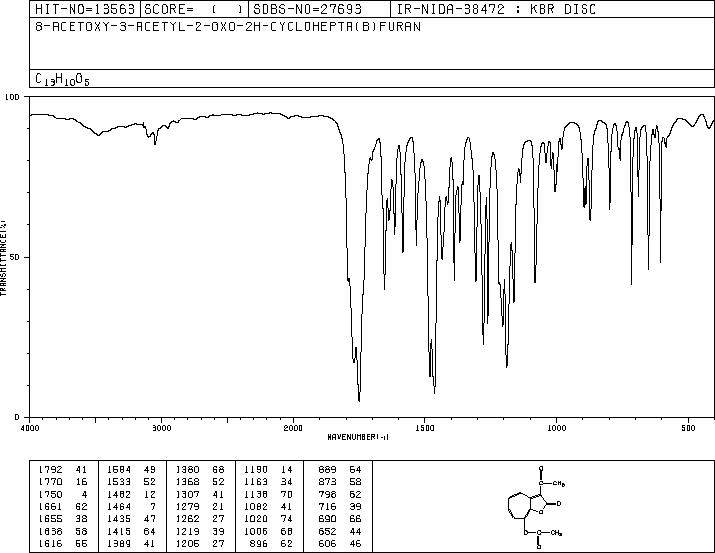 HIT-NO=13563 SCORE= ( ) SDBS-NO=27693 IR-NIDA-38472 : KBR DISC
8-ACETOXY-3-ACETYL-2-OXO-2H-CYCLOHEPTA(B)FURAN
C13H10O5
100
50
0
TRANSMITTANCE(%)
4000 3000 2000 1500 1000 500
WAVENUMBER(-1)
1792 41 1584 49 1380 68 1190 14 889 64
1770 16 1533 52 1368 52 1163 34 873 58
1750 4 1482 12 1307 41 1138 70 798 62
1661 62 1464 7 1279 21 1082 41 716 39
1655 38 1435 47 1262 27 1020 74 690 66
1636 58 1415 64 1219 39 1006 68 652 44
1616 55 1389 41 1205 27 896 62 606 46
O
C-CH3
O
O
O CH3
C
O